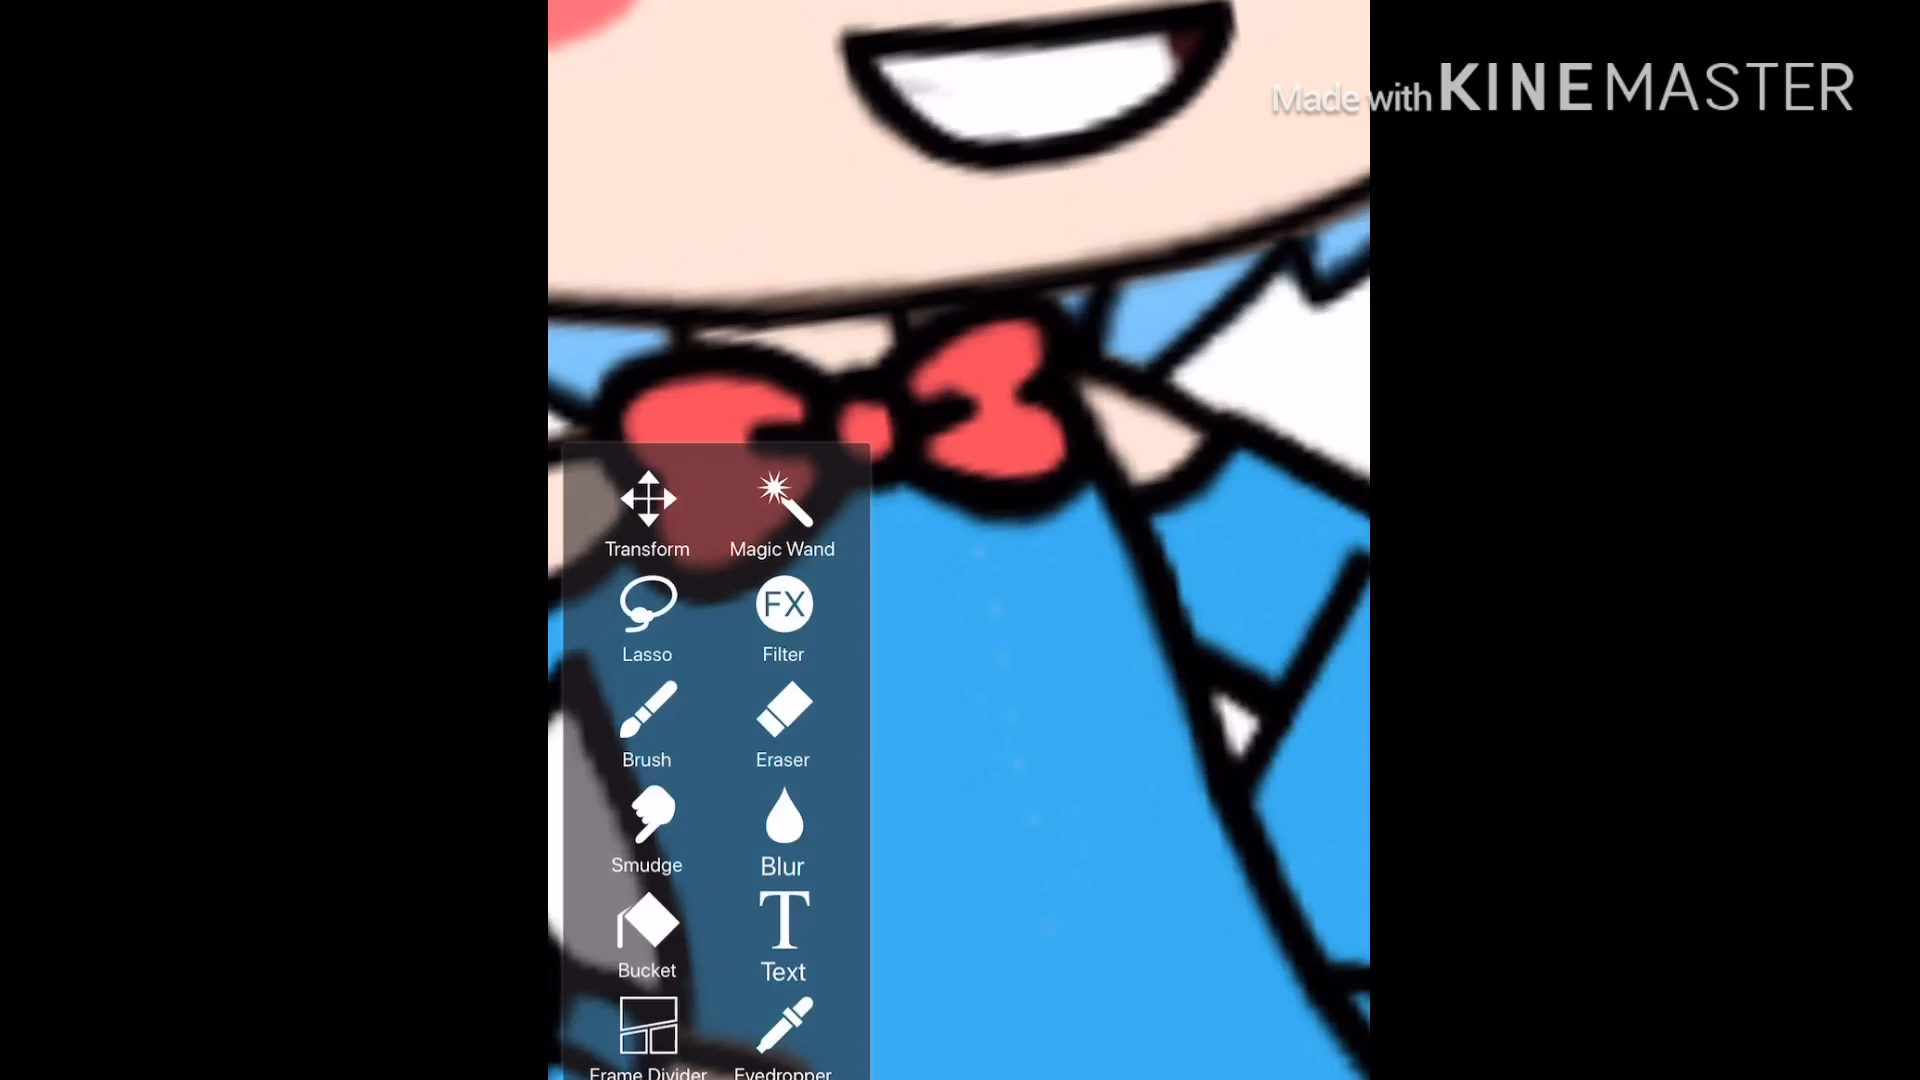 Made with KINEMASTER
Transform Magic Wand
Lasso FX Filter
Brush Eraser
Smudge Blur
Bucket Text
Frame Divider Eyedropper